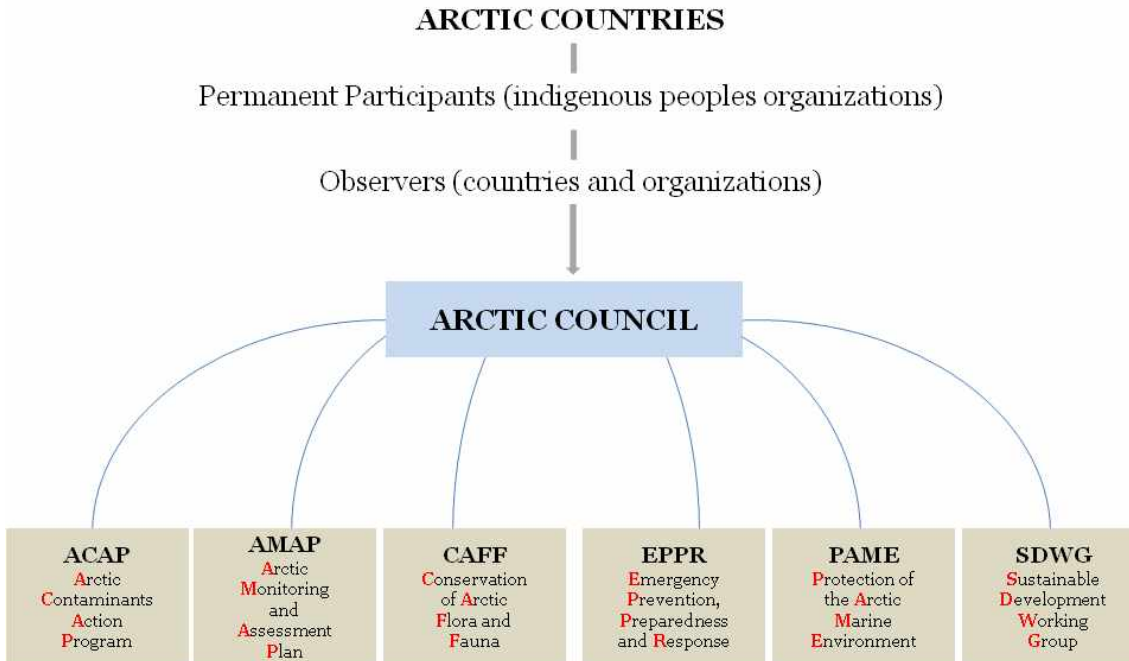 ARCTIC COUNTRIES
Permanent Participants (indigenous peoples organizations)
Observers (countries and organizations)
ARCTIC COUNCIL
ACAP
Arctic
Contaminants
Action
Program
AMAP
Arctic
Monitoring
and
Assessment
Plan
CAFF
Conservation
of Arctic
Flora and
Fauna
EPPR
Emergency
Prevention,
Preparedness
and Response
PAME
Protection of
the Arctic
Marine
Environment
SDWG
Sustainable
Development
Working
Group